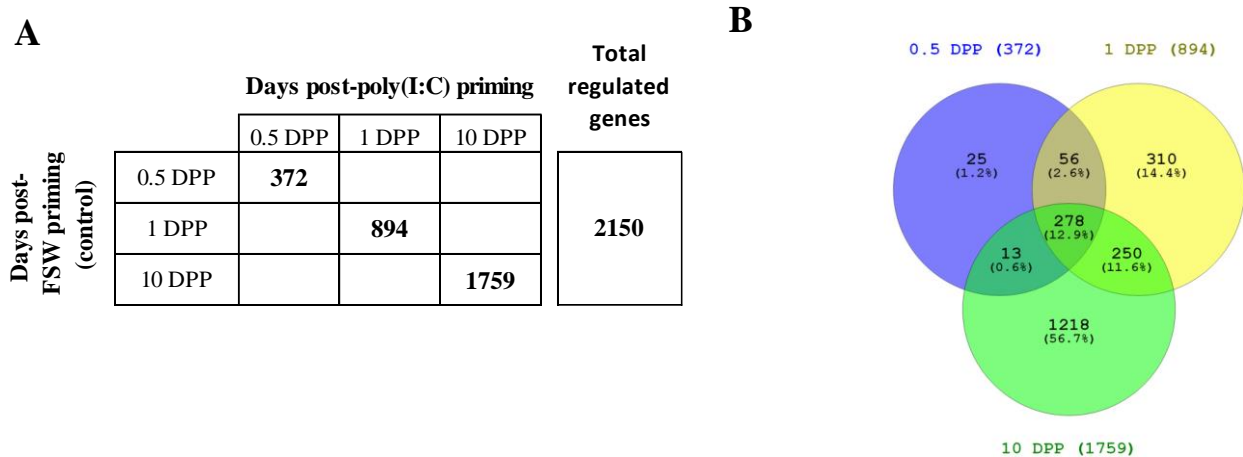 A
Days post-poly(I:C) priming
Total
regulated
genes
0.5 DPP 1 DPP 10 DPP
Days post-
FSW priming
(control)
0.5 DPP 372
1 DPP 894
10 DPP 1759
2150
B
0.5 DPP (372) 1 DPP (894)
25
(1.2%)
56
(2.6%)
310
(14.4%)
278
(12.9%)
13
(0.6%)
250
(11.6%)
1218
(56.7%)
10 DPP (1759)